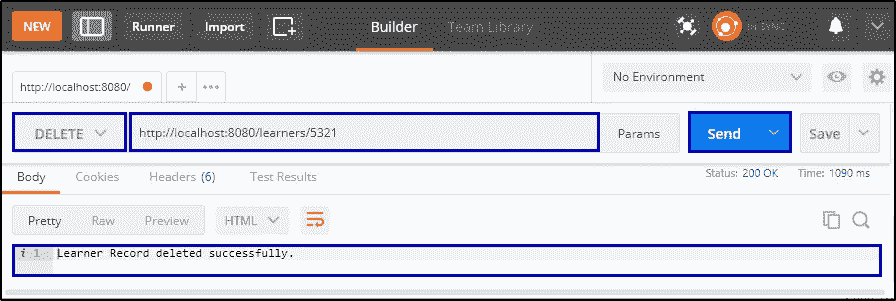 NEW Runner Import Builder Team Library IN SYNC
http://localhost:8080/ + ••• No Environment
DELETE http://localhost:8080/learners/5321 Params Send Save
Body Cookies Headers (6) Test Results Status: 200 OK Time: 1090 ms
Pretty Raw Preview HTML
i 1 Learner Record deleted successfully.